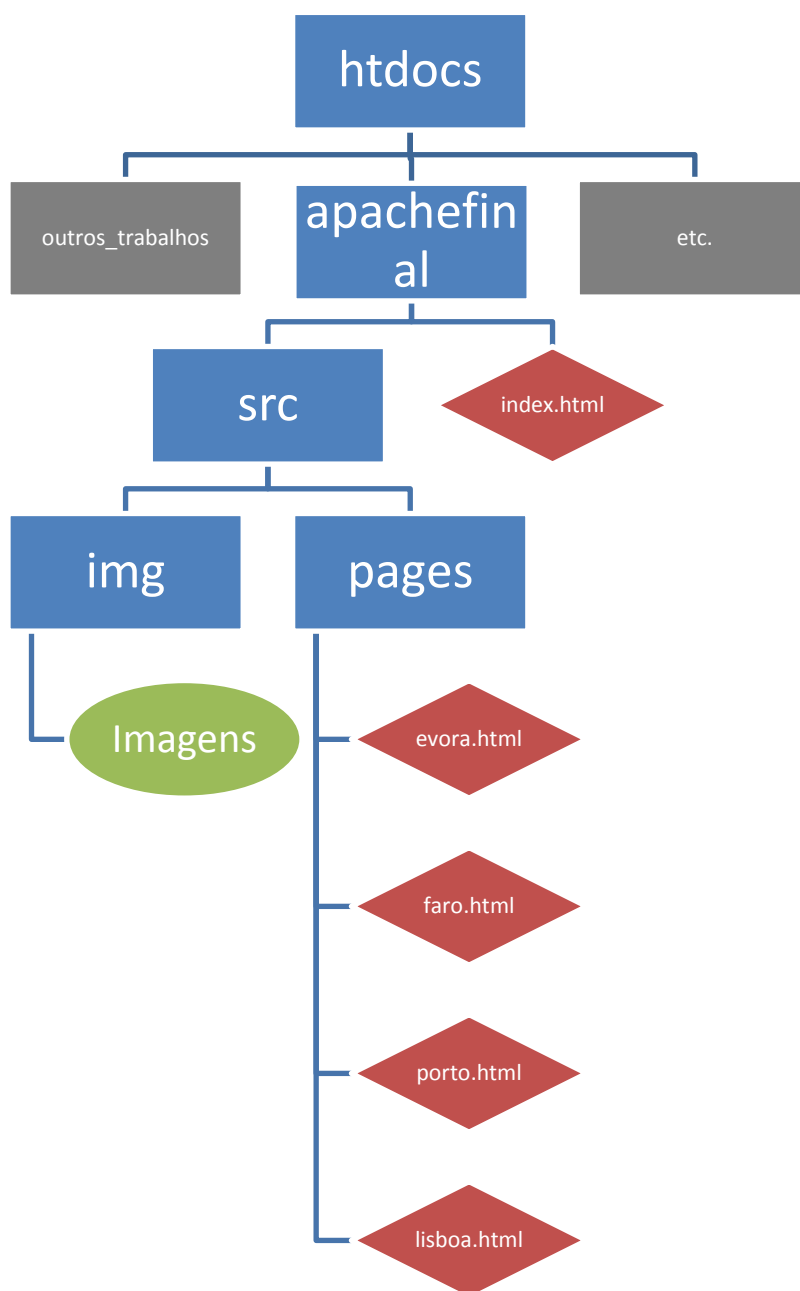 htdocs
outros_trabalhos
apachefin
al
etc.
src
index.html
img
pages
Imagens
evora.html
faro.html
porto.html
lisboa.html